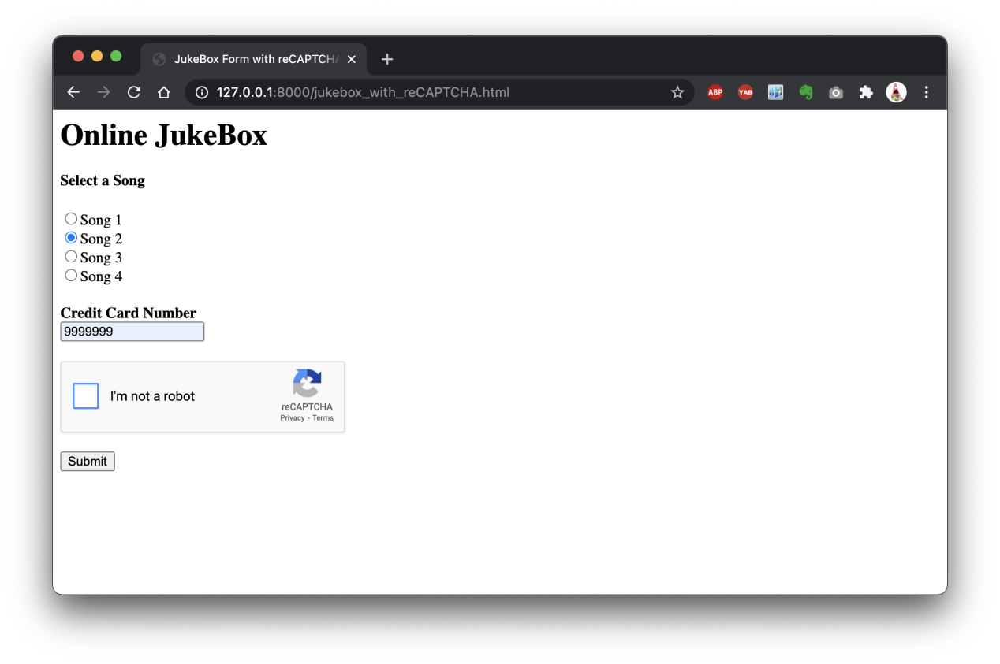 JukeBox Form with reCAPTCHA
127.0.0.1:8000/jukebox_with_reCAPTCHA.html
ABP
YAB
Online JukeBox
Select a Song
Song 1
Song 2
Song 3
Song 4
Credit Card Number
9999999
I'm not a robot
reCAPTCHA
Privacy - Terms
Submit